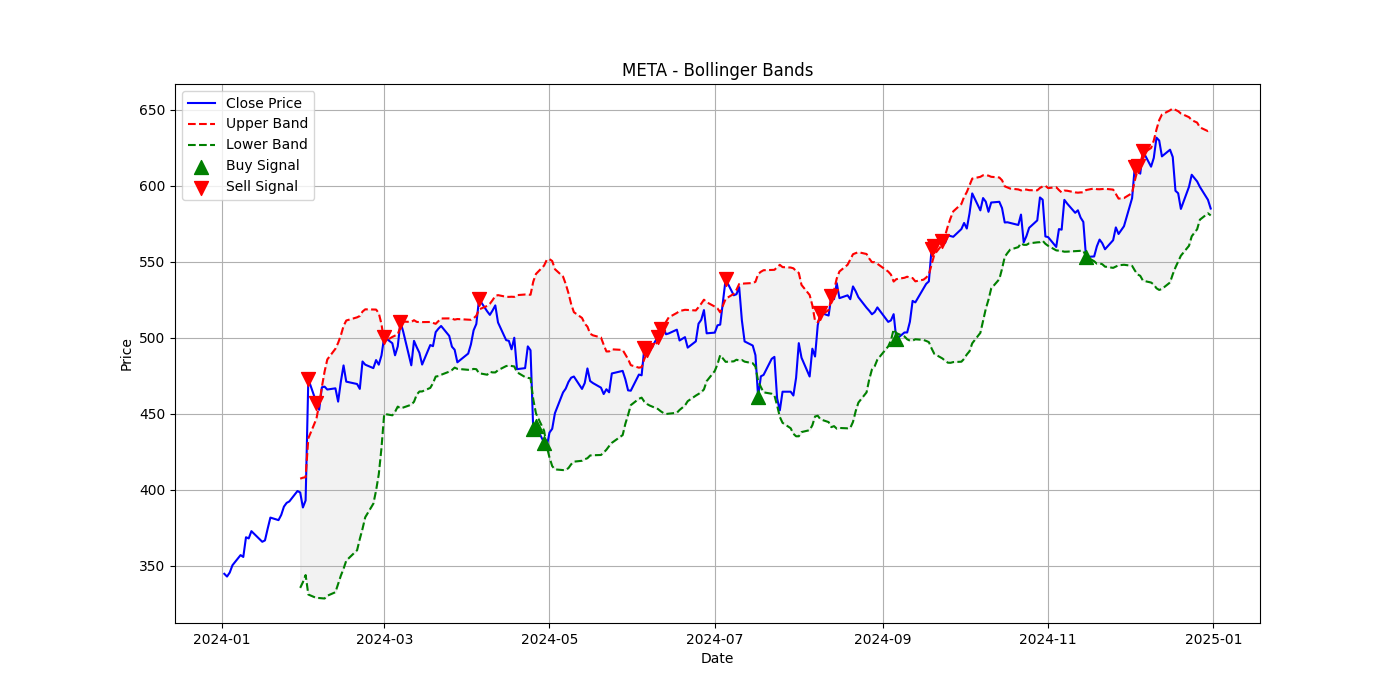 META - Bollinger Bands
Close Price
Upper Band
Lower Band
Buy Signal
Sell Signal
650
600
550
500
450
400
350
Price
2024-01
2024-03
2024-05
2024-07
2024-09
2024-11
2025-01
Date